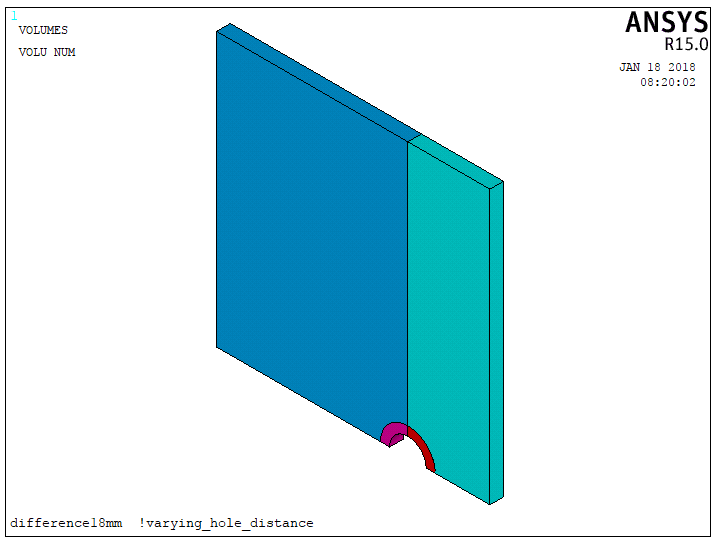 1
VOLUMES
VOLU NUM
ANSYS
R15.0
JAN 18 2018
08:20:02
difference18mm  !varying_hole_distance